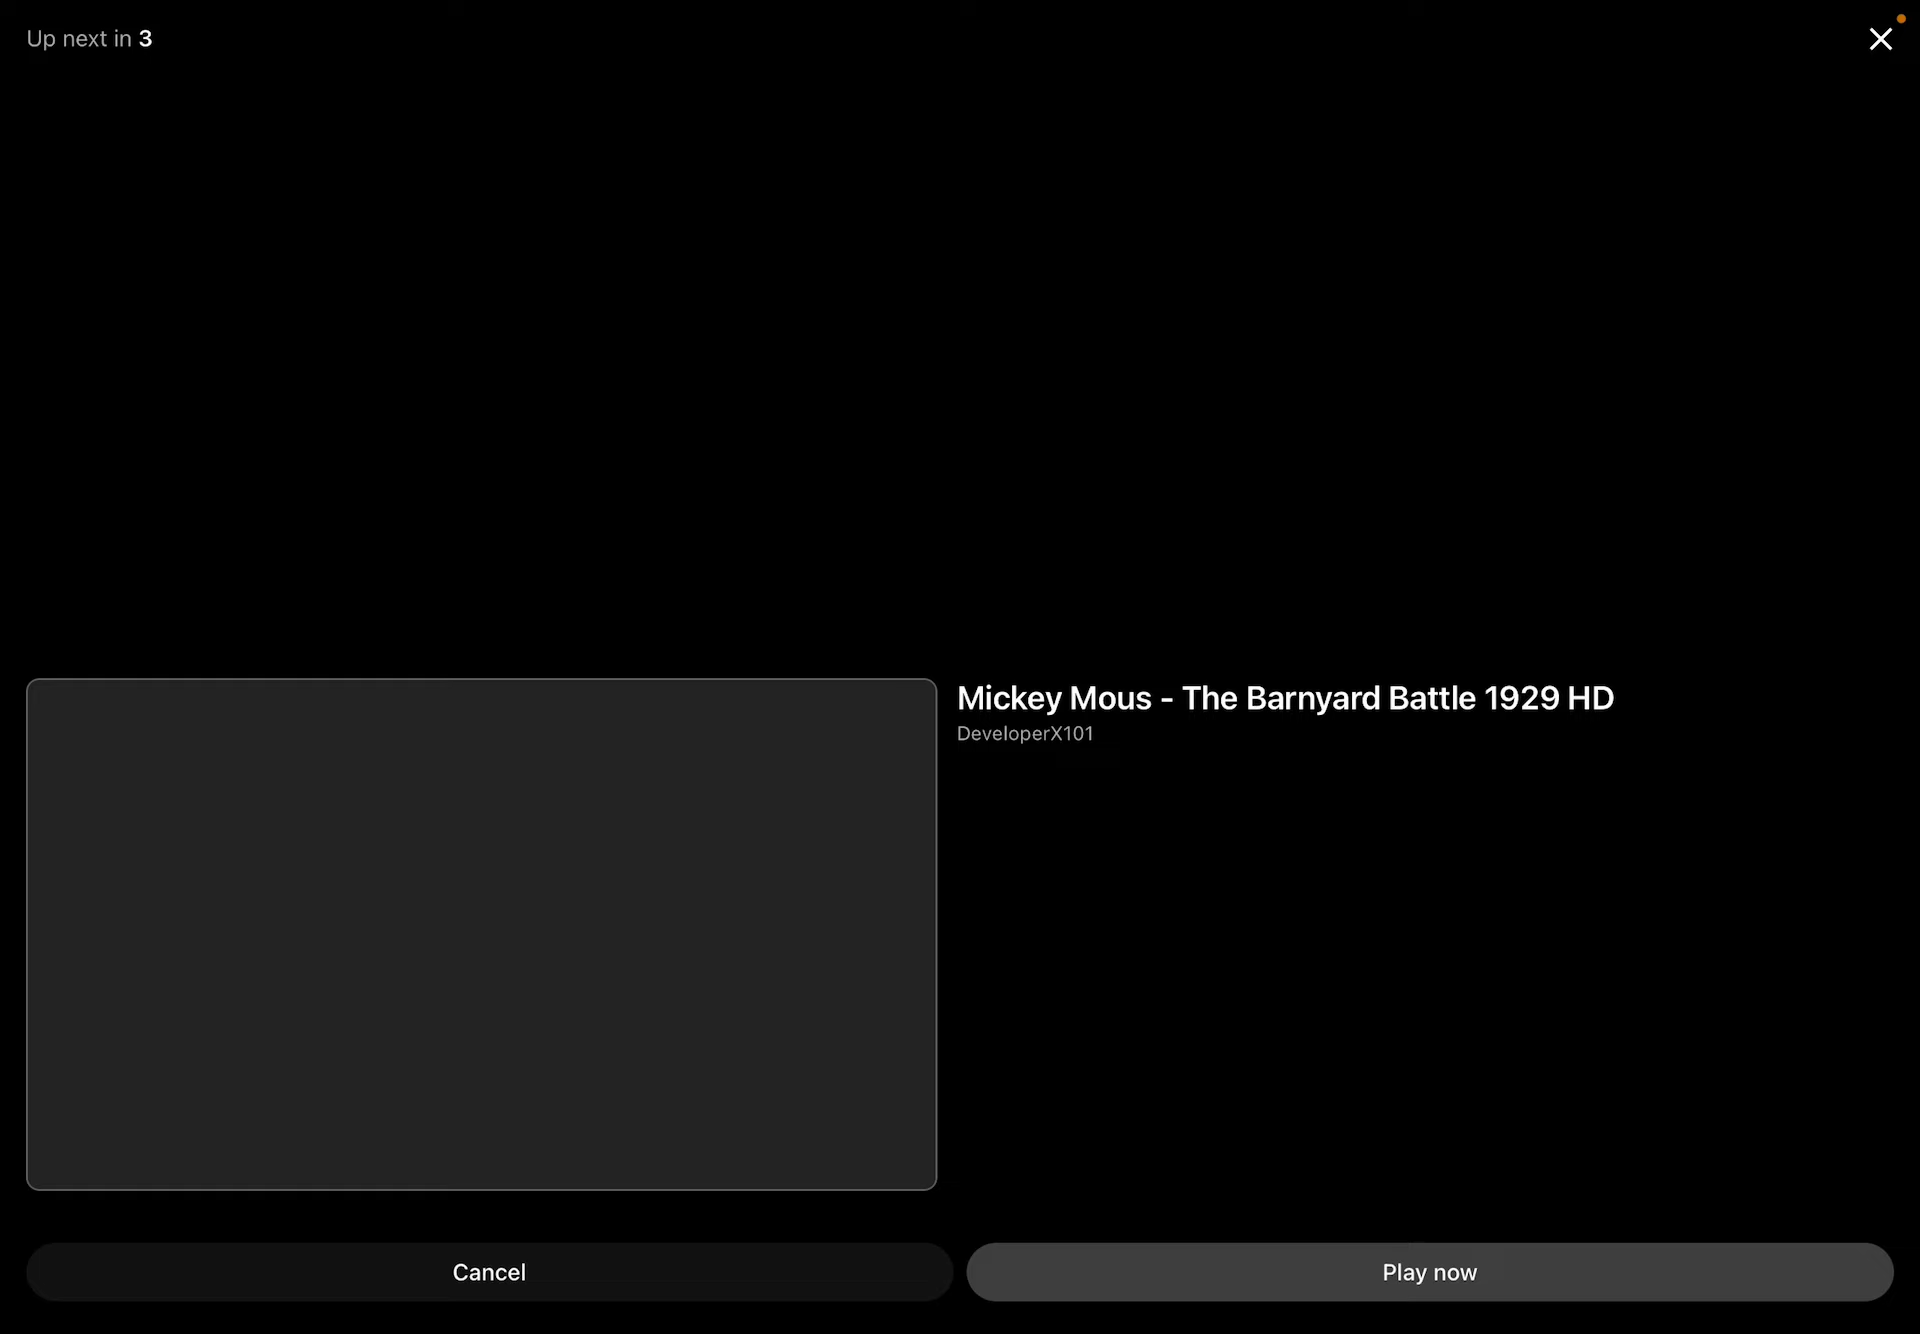 Up next in 3
Mickey Mous - The Barnyard Battle 1929 HD
DeveloperX101
Cancel
Play now